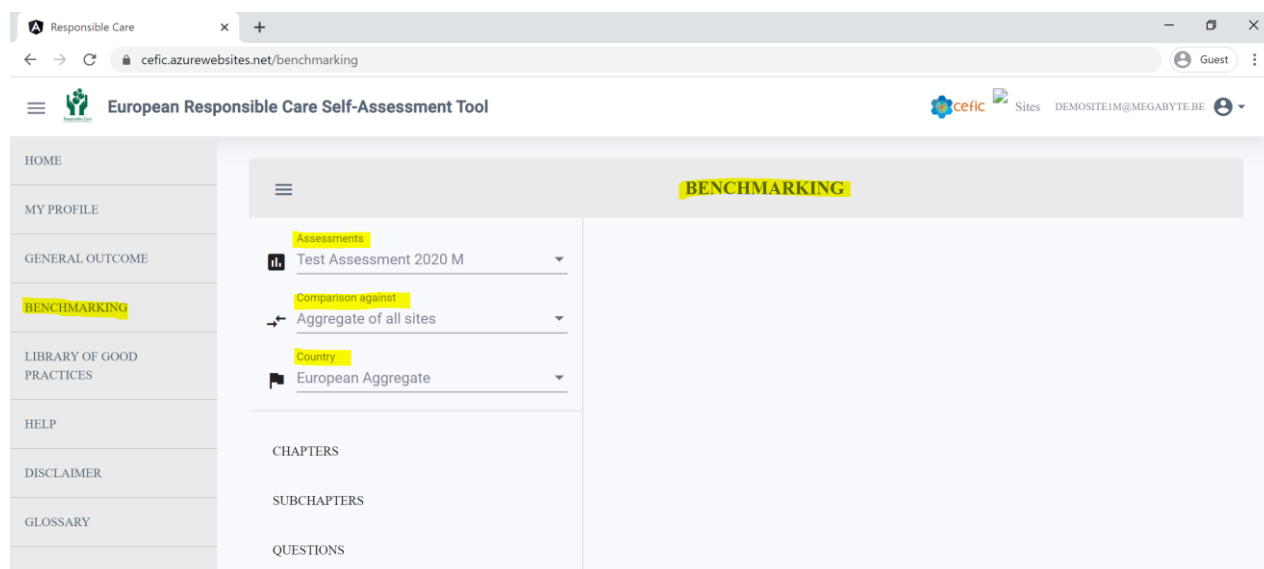 Responsible Care
cefic.azurewebsites.net/benchmarking
Guest
European Responsible Care Self-Assessment Tool
cefic
Sites
DEMOSITE1M@MEGABYTE.BE
HOME
MY PROFILE
GENERAL OUTCOME
BENCHMARKING
LIBRARY OF GOOD
PRACTICES
HELP
DISCLAIMER
GLOSSARY
BENCHMARKING
Assessments
Test Assessment 2020 M
Comparison against
Aggregate of all sites
Country
European Aggregate
CHAPTERS
SUBCHAPTERS
QUESTIONS